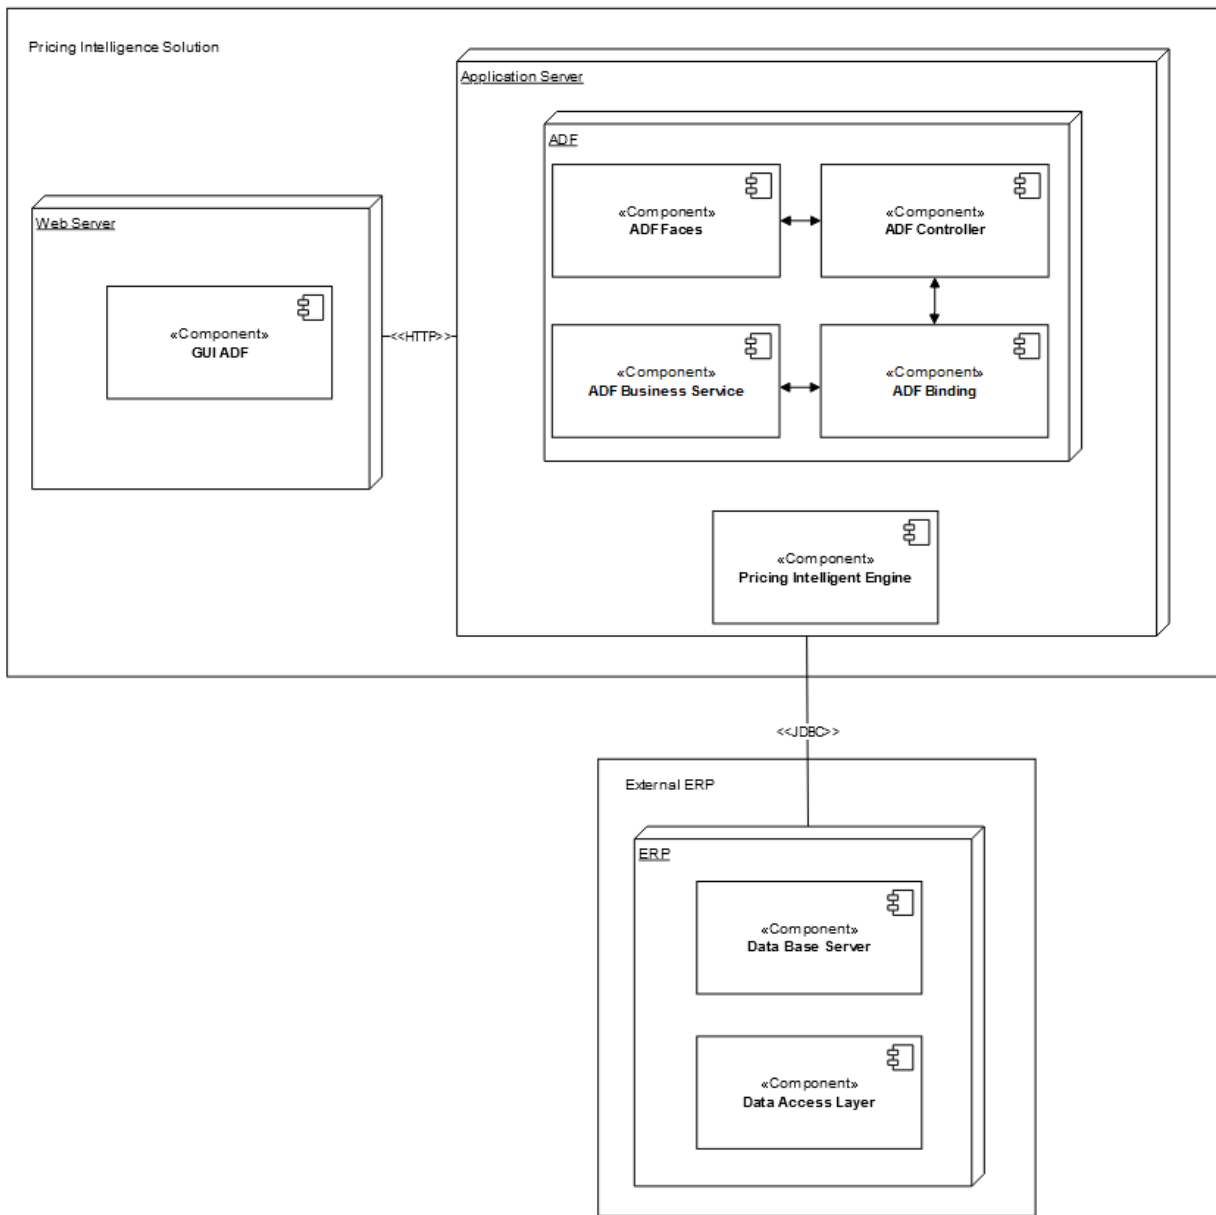 Pricing Intelligence Solution
Application Server
ADF
«Component»
ADF Faces
«Component»
ADF Controller
Web Server
«Component»
GUI ADF
<<HTTP>>
«Component»
ADF Business Service
«Component»
ADF Binding
«Component»
Pricing Intelligent Engine
<<JDBC>>
External ERP
ERP
«Component»
Data Base Server
«Component»
Data Access Layer